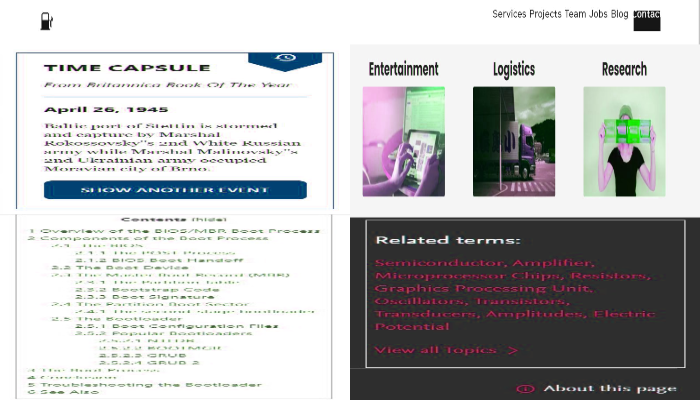 Services Projects Team Jobs Blog Contac
TIME CAPSULE
From Britannica Book Of The Year
April 26, 1945
Baltic port of Stettin is stormed
and capture by Marshal
Rokossovsky''s 2nd White Russian
army while Marshal Malinovsky''s
2nd Ukrainian army occupied
Moravian city of Brno.
SHOW ANOTHER EVENT
Entertainment
Logistics
Research
Contents [hide]
1 Overview of the BIOS/MBR Boot Process
2 Components of the Boot Process
2.1 The BIOS
2.1.1 The POST Process
2.1.2 BIOS Boot Handoff
2.2 The Boot Device
2.3 The Master Boot Record (MBR)
2.3.1 The Partition Table
2.3.2 Bootstrap Code
2.3.3 Boot Signature
2.4 The Partition Boot Sector
2.4.1 The second-stage bootloader
2.5 The Bootloader
2.5.1 Boot Configuration Files
2.5.2 Popular Bootloaders
2.5.2.1 NTLDR
2.5.2.2 BOOTMGR
2.5.2.3 GRUB
2.5.2.4 GRUB 2
3 The Boot Process
4 Conclusion
5 Troubleshooting the Bootloader
6 See Also
Related terms:
Semiconductor, Amplifier,
Microprocessor Chips, Resistors,
Graphics Processing Unit,
Oscillators, Transistors,
Transducers, Amplitudes, Electric
Potential
View all Topics
About this page